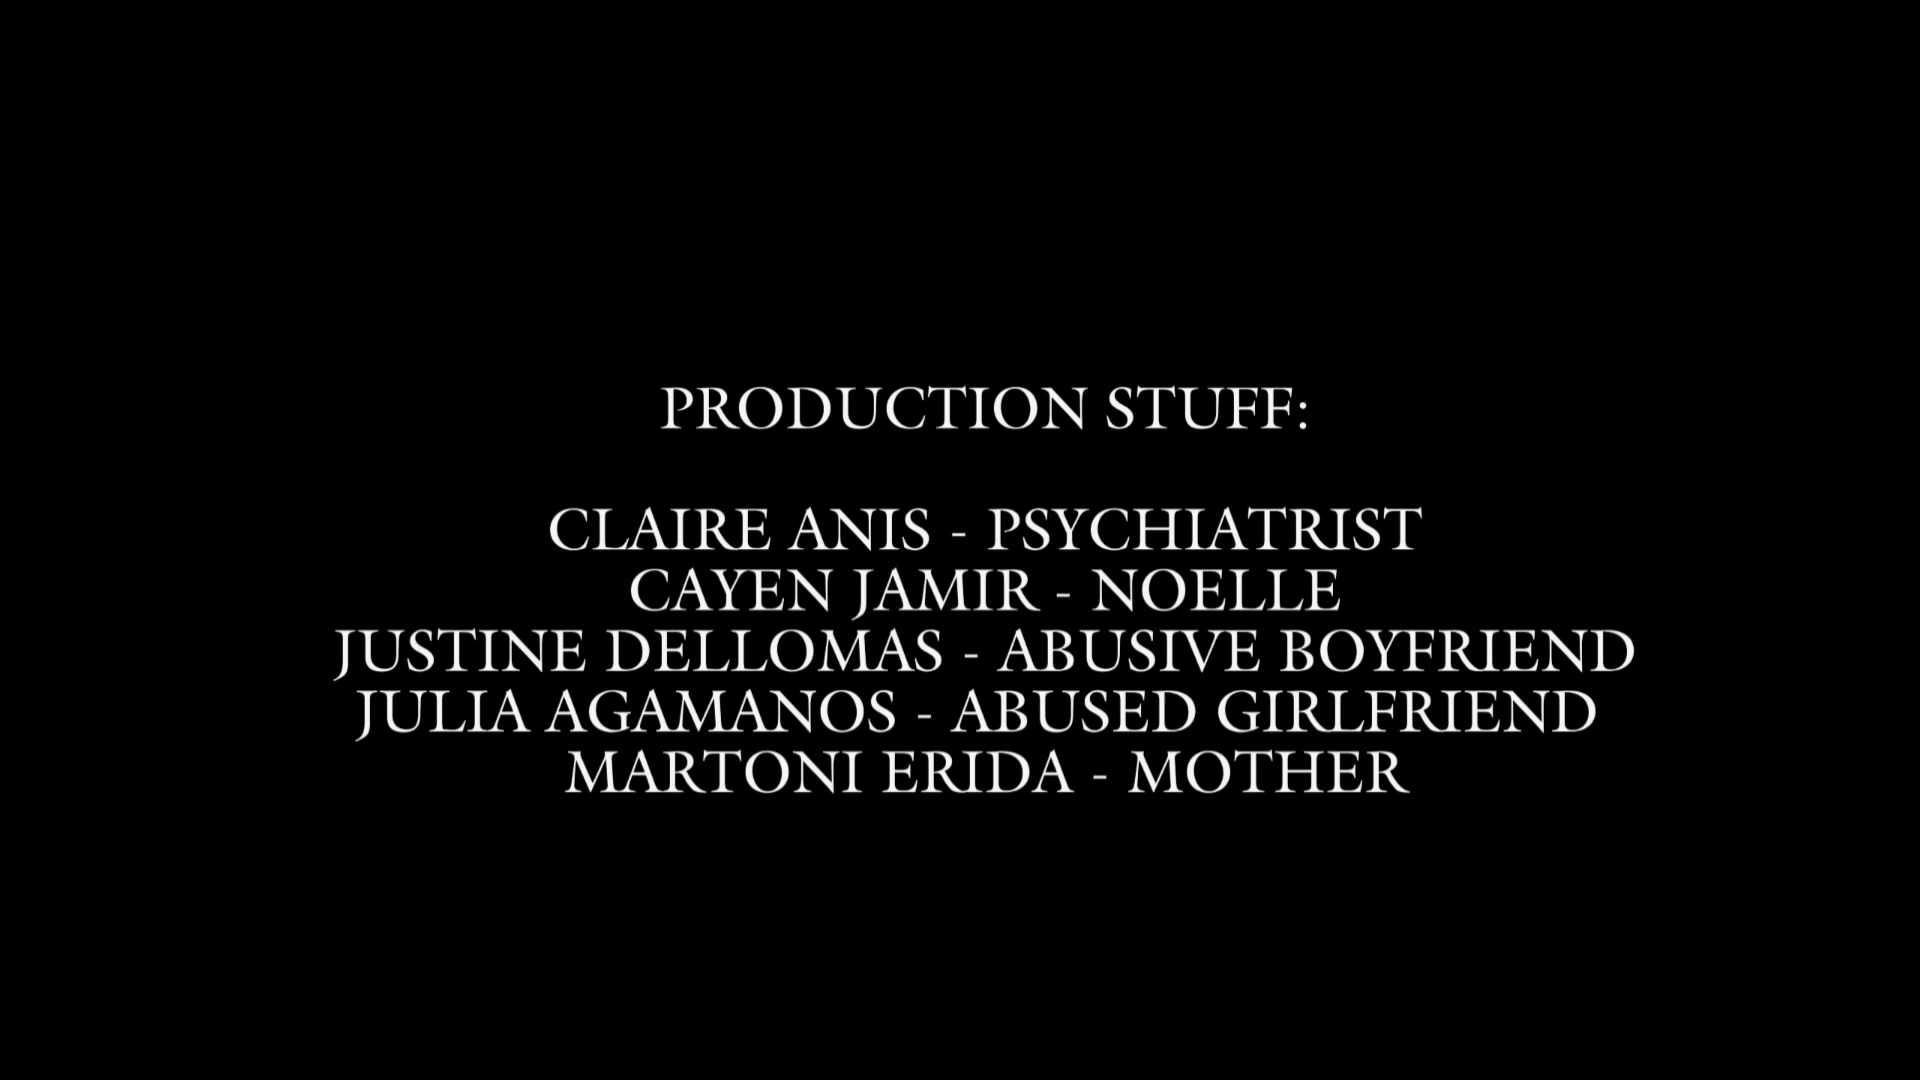 PRODUCTION STUFF:
CLAIRE ANIS - PSYCHIATRIST
CAYEN JAMIR - NOELLE
JUSTINE DELLOMAS - ABUSIVE BOYFRIEND
JULIA AGAMANOS - ABUSED GIRLFRIEND
MARTONI ERIDA - MOTHER